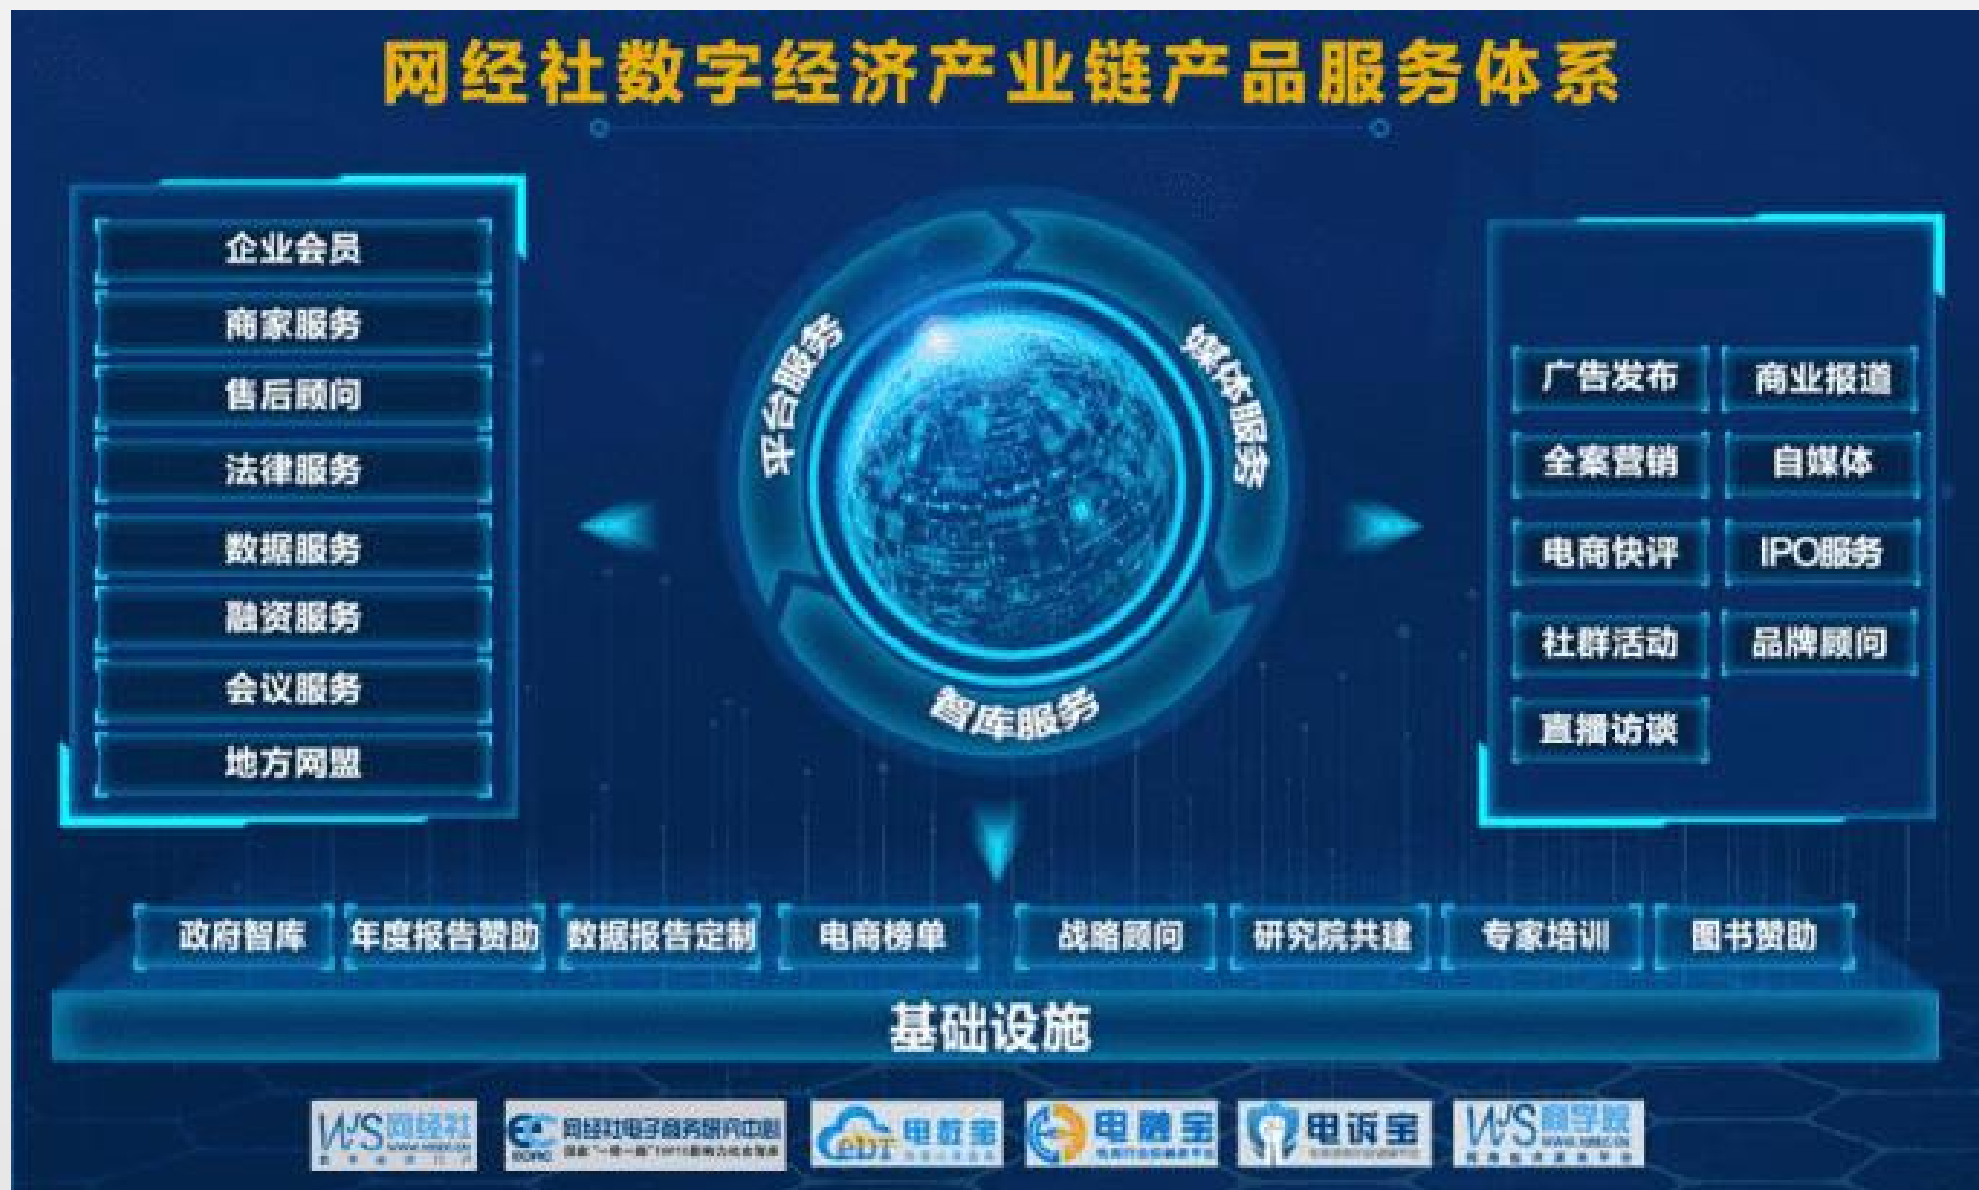 网经社数字经济产业链产品服务体系
企业会员
商家服务
售后顾问
法律服务
数据服务
融资服务
会议服务
地方网盟
平台服务
媒体服务
智库服务
广告发布 商业报道
全案营销 自媒体
电商快评 IPO服务
社群活动 品牌顾问
直播访谈
政府智库 年度报告赞助 数据报告定制 电商榜单 战略顾问 研究院共建 专家培训 图书赞助
基础设施
网经社 网经社电子商务研究中心 eDT 电数宝 电融宝 电诉宝 商学院